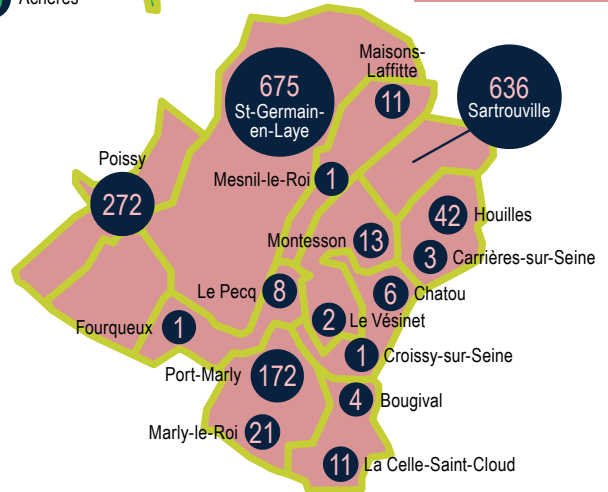 Achères
Maisons-
Laffitte
675
St-Germain-
en-Laye
636
Sartrouville
11
Poissy
Mesnil-le-Roi
1
272
42
Houilles
Montesson
13
3
Carrières-sur-Seine
Le Pecq
8
6
Chatou
Fourqueux
1
2
Le Vésinet
1
Croissy-sur-Seine
Port-Marly
172
4
Bougival
Marly-le-Roi
21
11
La Celle-Saint-Cloud